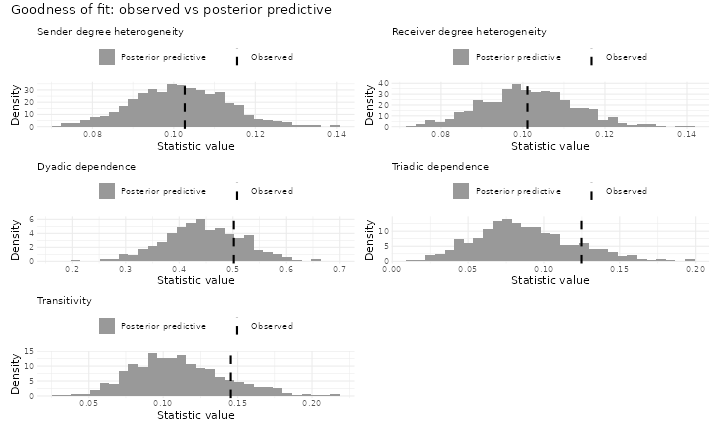 Goodness of fit: observed vs posterior predictive
Sender degree heterogeneity
Posterior predictive Observed
Density
30
20
10
0
0.08 0.10 0.12 0.14
Statistic value
Receiver degree heterogeneity
Posterior predictive Observed
Density
40
30
20
10
0
0.08 0.10 0.12 0.14
Statistic value
Dyadic dependence
Posterior predictive Observed
Density
6
4
2
0
0.2 0.3 0.4 0.5 0.6 0.7
Statistic value
Triadic dependence
Posterior predictive Observed
Density
10
5
0
0.00 0.05 0.10 0.15 0.20
Statistic value
Transitivity
Posterior predictive Observed
Density
15
10
5
0
0.05 0.10 0.15 0.20
Statistic value